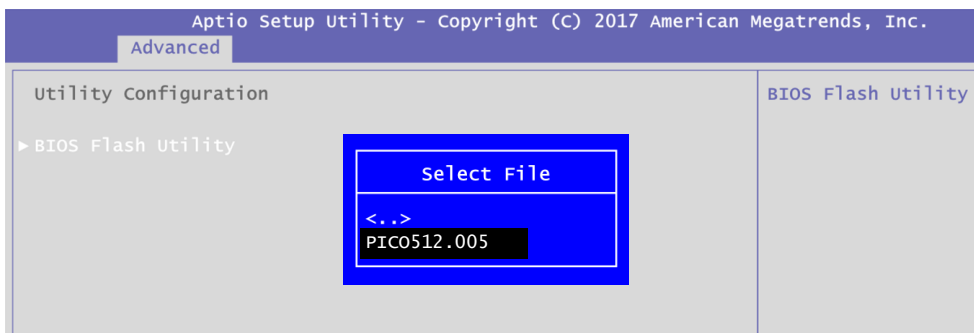 Aptio Setup Utility - Copyright (C) 2017 American Megatrends, Inc.
Advanced
Utility Configuration
BIOS Flash Utility
► BIOS Flash Utility
Select File
<..>
PICO512.005